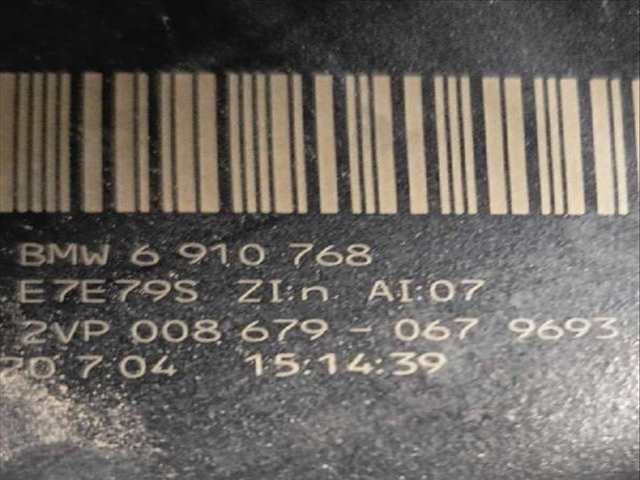 BMW 6 910 768
E7E79S ZI:n AI:07
2VP 008 679 - 067 9693
20 7 04 15:14:39